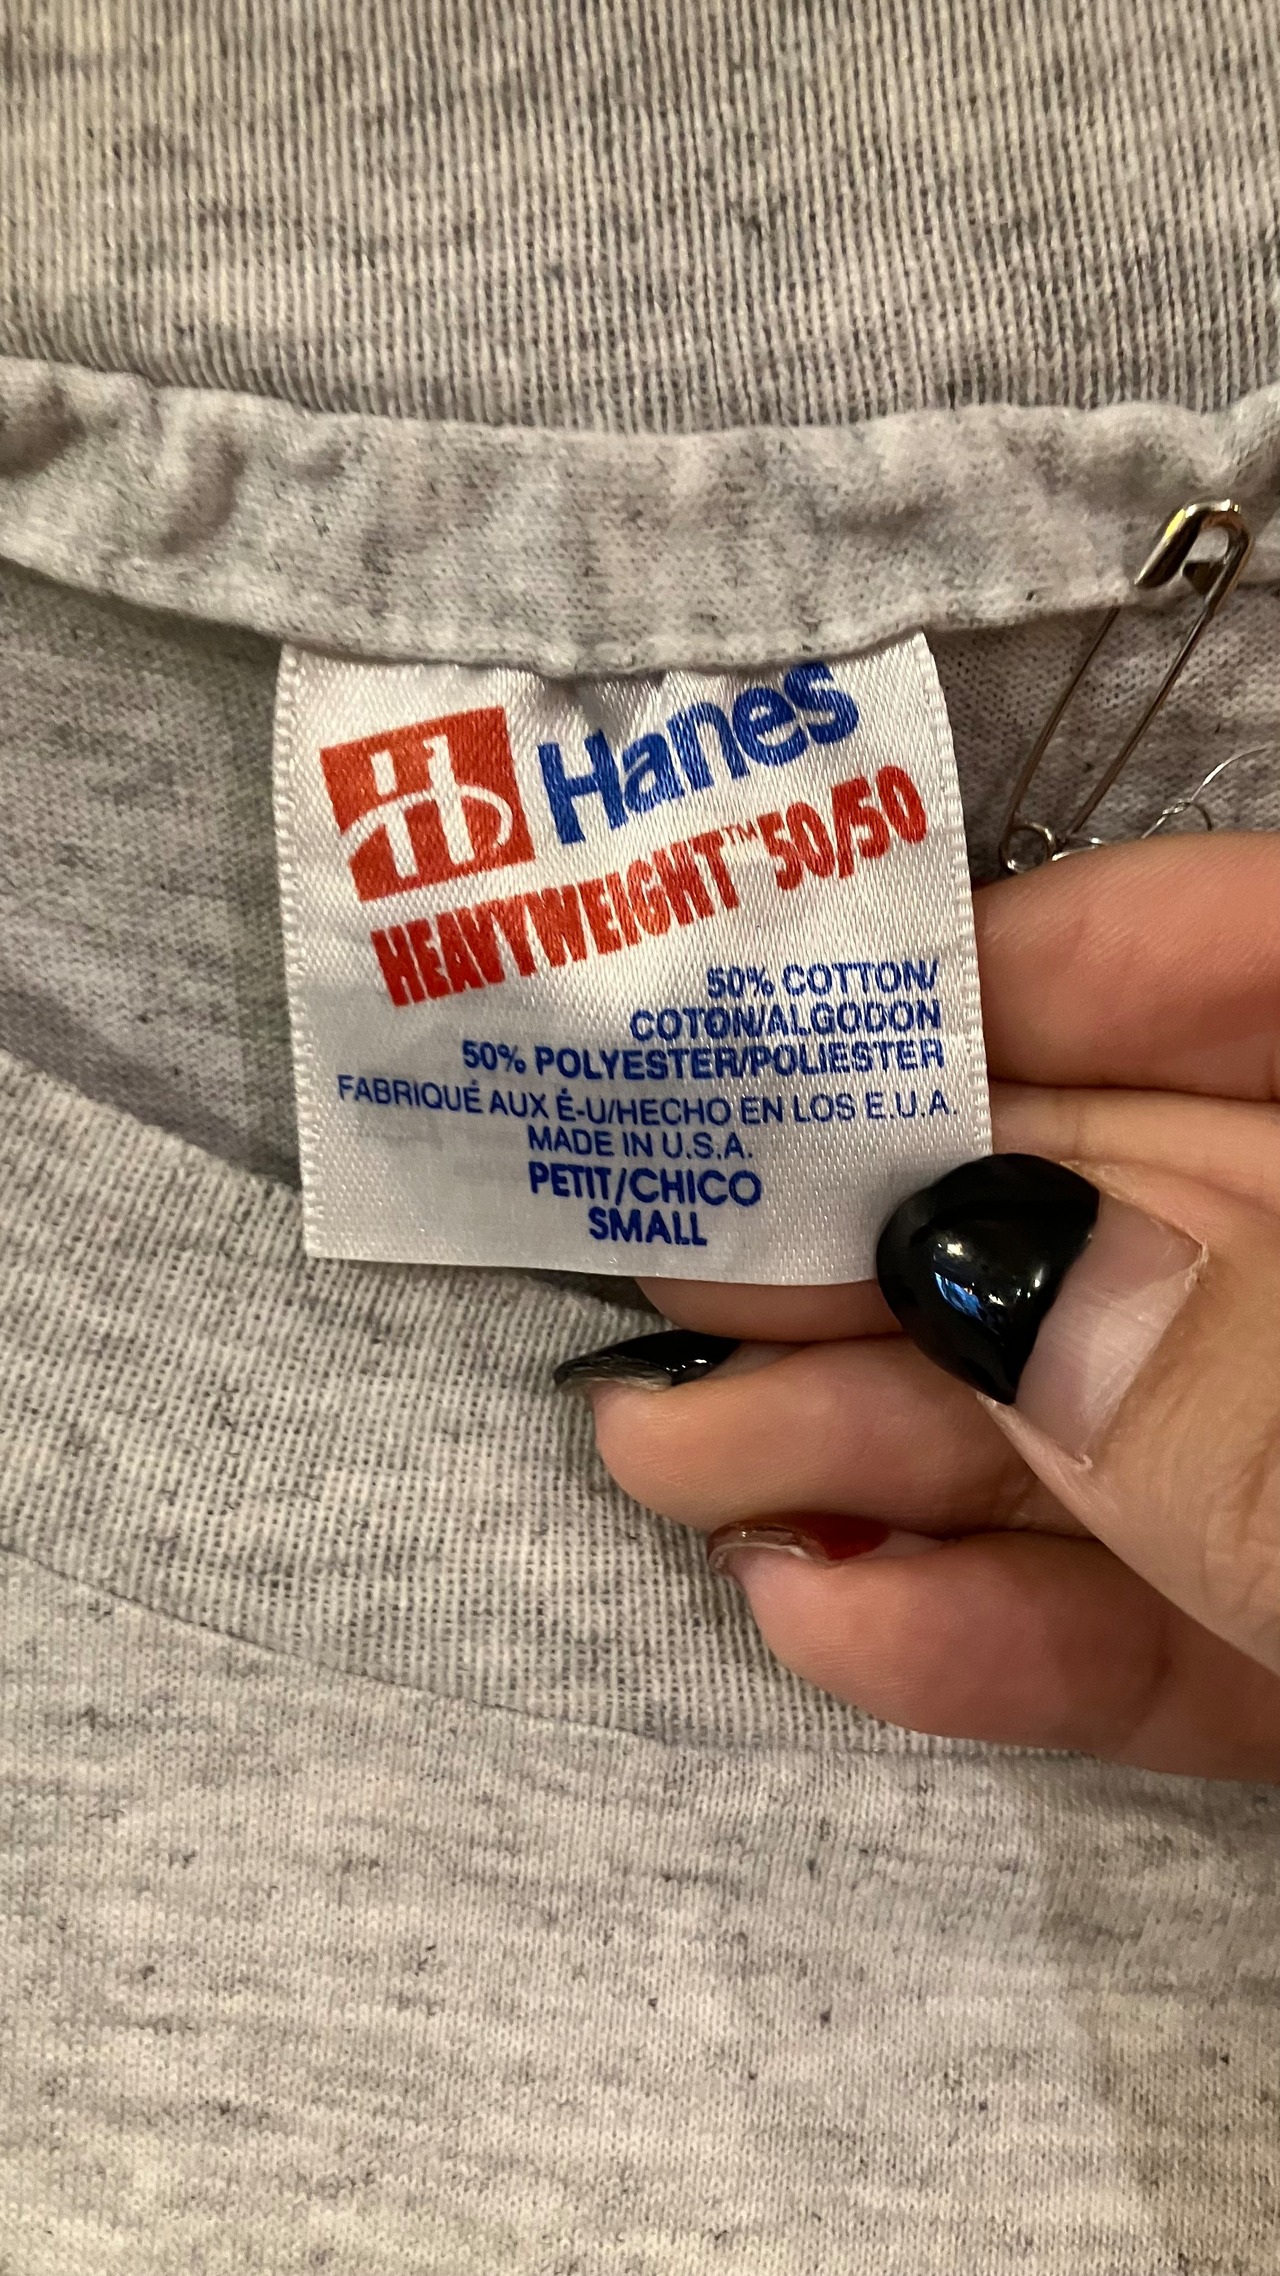 H Hanes
HEAVYWEIGHT™ 50/50
50% COTTON/
COTON/ALGODON
50% POLYESTER/POLIESTER
FABRIQUÉ AUX É-U/HECHO EN LOS E.U.A.
MADE IN U.S.A.
PETIT/CHICO
SMALL